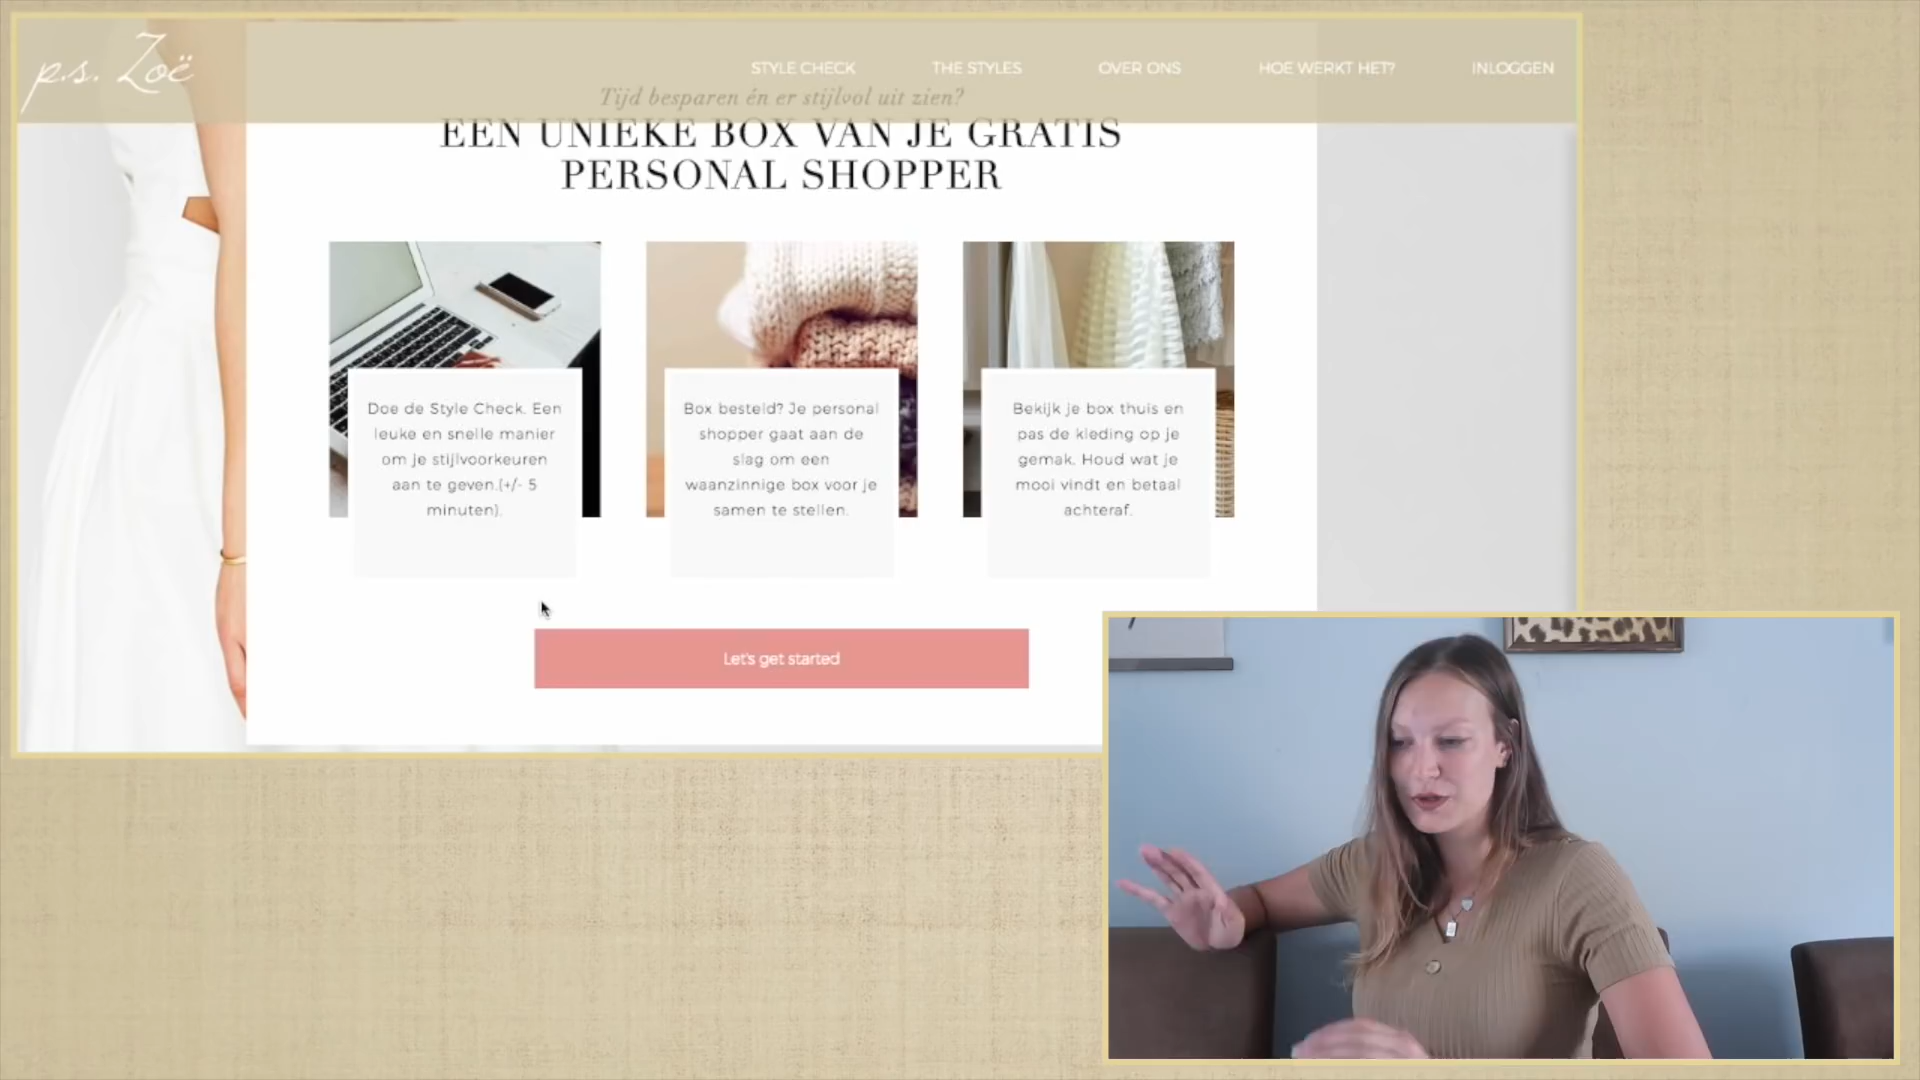 p.s. Zoë
STYLE CHECK THE STYLES OVER ONS HOE WERKT HET? INLOGGEN
Tijd besparen én er stijlvol uit zien?
EEN UNIEKE BOX VAN JE GRATIS
PERSONAL SHOPPER
Doe de Style Check. Een
leuke en snelle manier
om je stijlvoorkeuren
aan te geven.(+/- 5
minuten).
Box besteld? Je personal
shopper gaat aan de
slag om een
waanzinnige box voor je
samen te stellen.
Bekijk je box thuis en
pas de kleding op je
gemak. Houd wat je
mooi vindt en betaal
achteraf.
Let's get started